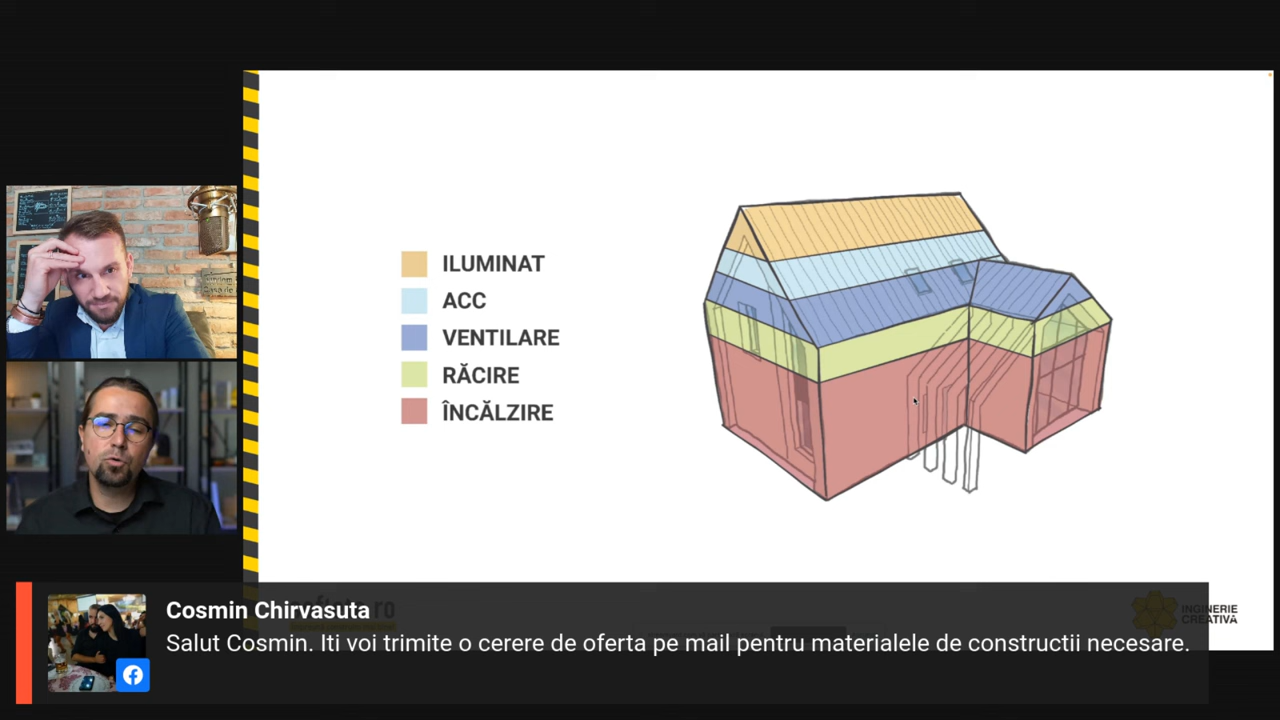 ILUMINAT
ACC
VENTILARE
RĂCIRE
ÎNCĂLZIRE
INGINERIE
CREATIVĂ
Cosmin Chirvasuta
Salut Cosmin. Iti voi trimite o cerere de oferta pe mail pentru materialele de constructii necesare.